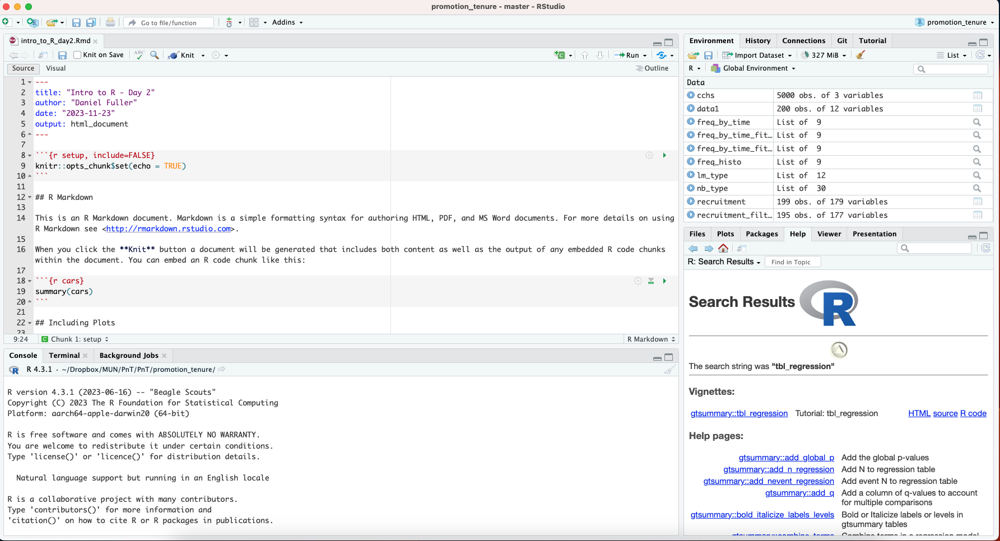 promotion_tenure - master - RStudio
Go to file/function
Addins
promotion_tenure
intro_to_R_day2.Rmd
Knit on Save
ABC
Knit
Run
Source
Visual
Outline
1 ---
2 title: "Intro to R - Day 2"
3 author: "Daniel Fuller"
4 date: "2023-11-23"
5 output: html_document
6 ---
7
8 ```{r setup, include=FALSE}
9 knitr::opts_chunk$set(echo = TRUE)
10 ```
11
12 ## R Markdown
13
14 This is an R Markdown document. Markdown is a simple formatting syntax for authoring HTML, PDF, and MS Word documents. For more details on using
R Markdown see <http://rmarkdown.rstudio.com>.
15
16 When you click the **Knit** button a document will be generated that includes both content as well as the output of any embedded R code chunks
within the document. You can embed an R code chunk like this:
17
18 ```{r cars}
19 summary(cars)
20 ```
21
22 ## Including Plots
23
9:24
Chunk 1: setup
R Markdown
Console
Terminal
Background Jobs
R 4.3.1 · ~/Dropbox/MUN/PnT/PnT/promotion_tenure/
R version 4.3.1 (2023-06-16) -- "Beagle Scouts"
Copyright (C) 2023 The R Foundation for Statistical Computing
Platform: aarch64-apple-darwin20 (64-bit)
R is free software and comes with ABSOLUTELY NO WARRANTY.
You are welcome to redistribute it under certain conditions.
Type 'license()' or 'licence()' for distribution details.
Natural language support but running in an English locale
R is a collaborative project with many contributors.
Type 'contributors()' for more information and
'citation()' on how to cite R or R packages in publications.
Environment
History
Connections
Git
Tutorial
Import Dataset
327 MiB
List
R
Global Environment
Data
cchs 5000 obs. of 3 variables
data1 200 obs. of 12 variables
freq_by_time List of 9
freq_by_time_fit… List of 9
freq_by_time_fit… List of 9
freq_histo List of 9
lm_type List of 12
nb_type List of 30
recruitment 199 obs. of 179 variables
recruitment_filt… 195 obs. of 177 variables
Files
Plots
Packages
Help
Viewer
Presentation
R: Search Results
Find in Topic
Search Results
R
The search string was "tbl_regression"
Vignettes:
gtsummary::tbl_regression Tutorial: tbl_regression HTML source R code
Help pages:
gtsummary::add_global_p Add the global p-values
gtsummary::add_n_regression Add N to regression table
gtsummary::add_nevent_regression Add event N to regression table
gtsummary::add_q Add a column of q-values to account
for multiple comparisons
gtsummary::bold_italicize_labels_levels Bold or Italicize labels or levels in
gtsummary tables
gtsummary::combine_terms Combine terms in a regression model